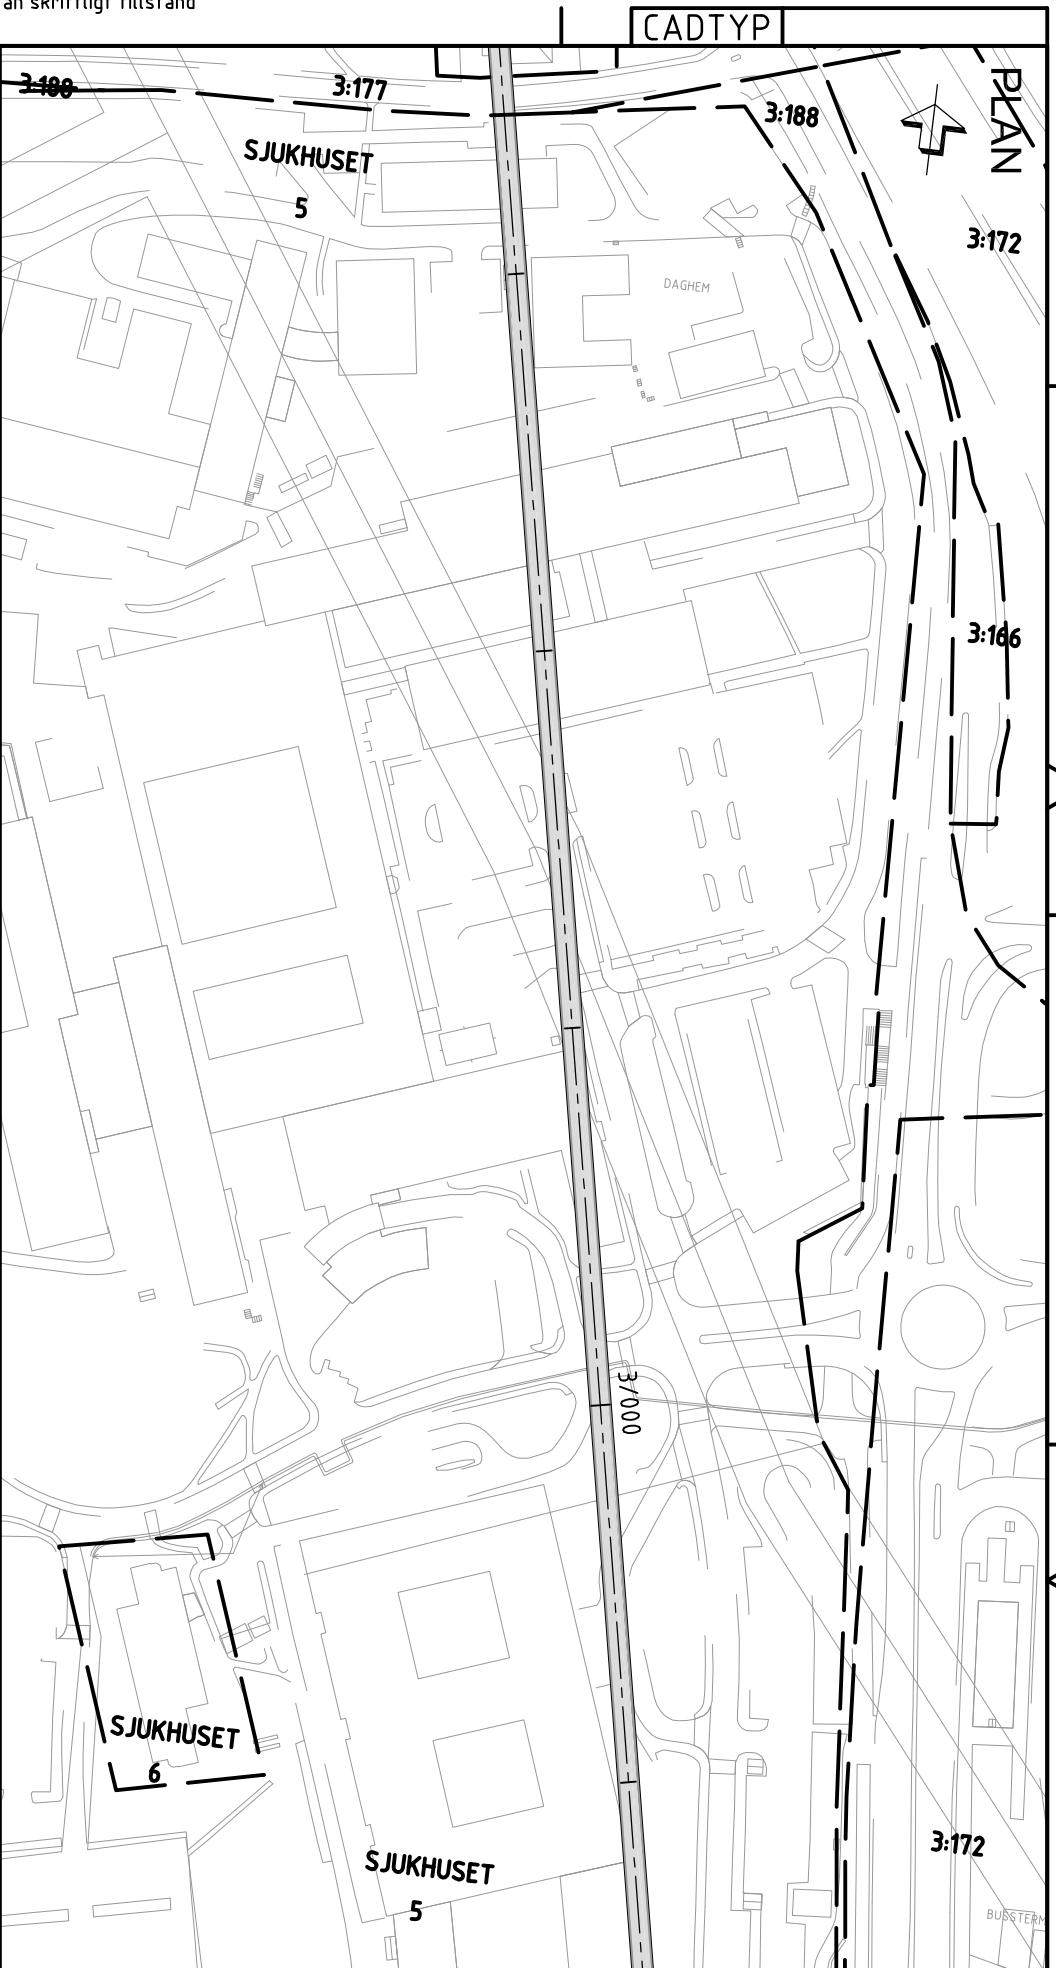 an skriftligt tillstånd
CADTYP
PLAN
3:188
3:177
3:188
SJUKHUSET
5
3:172
DAGHEM
3:166
3/000
SJUKHUSET
6
3:172
SJUKHUSET
5
BUSSTERM